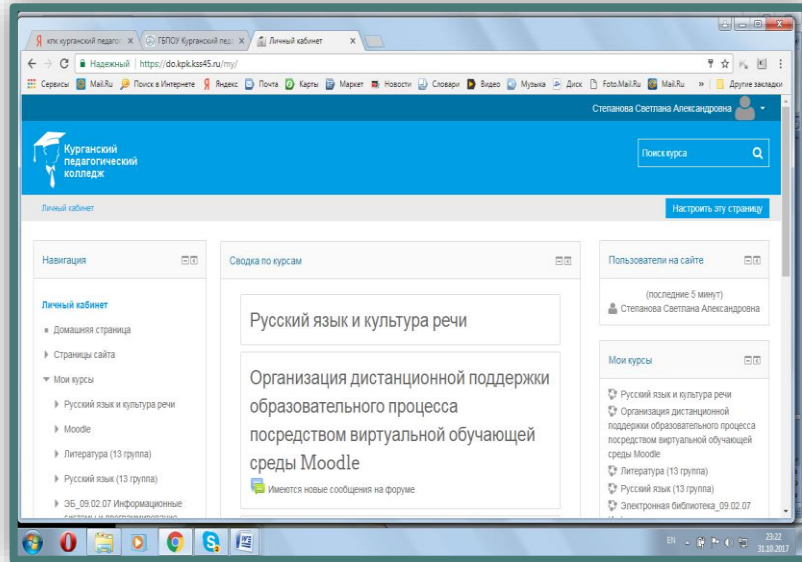 кпк курганский педагог
ГБПОУ Курганский пед
Личный кабинет
Надежный
https://do.kpk.kss45.ru/my/
Сервисы Mail.Ru Поиск в Интернете Яндекс Почта Карты Маркет Новости Словари Видео Музыка Диск Foto.Mail.Ru Mail.Ru » Другие закладки
Степанова Светлана Александровна
Курганский
педагогический
колледж
Поиск курса
Личный кабинет
Настроить эту страницу
Навигация
Личный кабинет
Домашняя страница
Страницы сайта
Мои курсы
Русский язык и культура речи
Moodle
Литература (13 группа)
Русский язык (13 группа)
ЭБ_09.02.07 Информационные
системы и программирование
Сводка по курсам
Русский язык и культура речи
Организация дистанционной поддержки
образовательного процесса
посредством виртуальной обучающей
среды Moodle
Имеются новые сообщения на форуме
Пользователи на сайте
(последние 5 минут)
Степанова Светлана Александровна
Мои курсы
Русский язык и культура речи
Организация дистанционной
поддержки образовательного процесса
посредством виртуальной обучающей
среды Moodle
Литература (13 группа)
Русский язык (13 группа)
Электронная библиотека_09.02.07
EN
23:22
31.10.2017